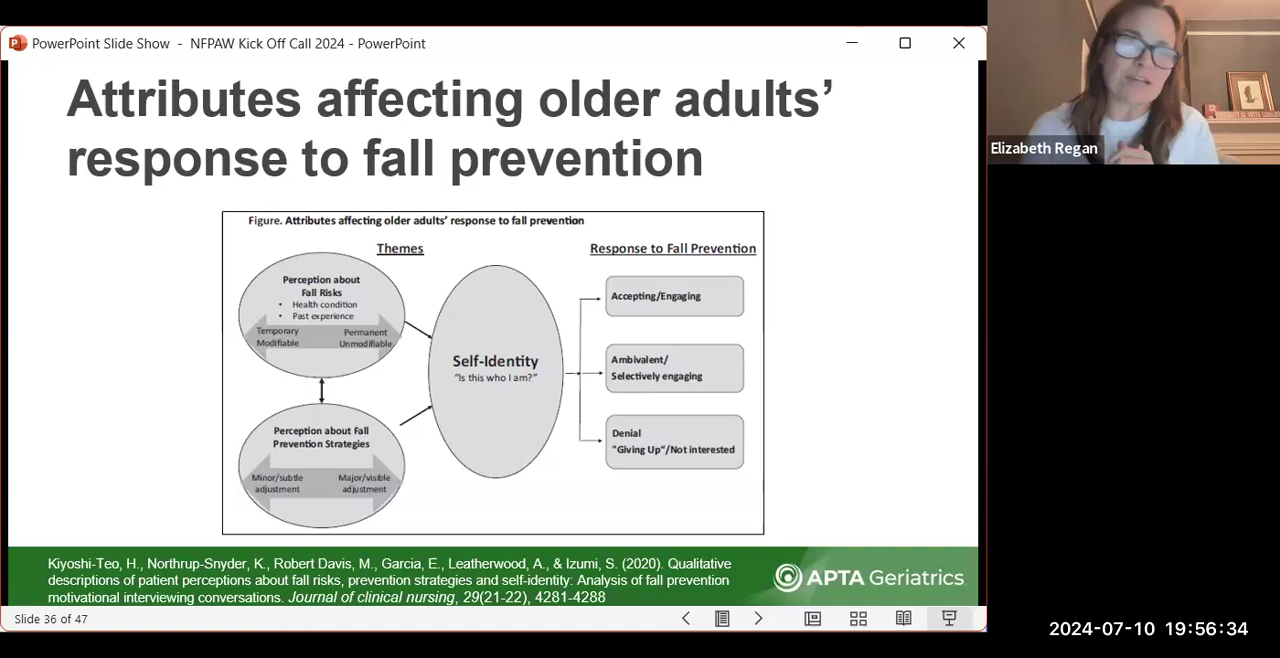 PowerPoint Slide Show - NFPAW Kick Off Call 2024 - PowerPoint
Attributes affecting older adults'
response to fall prevention
Figure. Attributes affecting older adults' response to fall prevention
Themes
Response to Fall Prevention
Perception about
Fall Risks
• Health condition
• Past experience
Temporary
Modifiable
Permanent
Unmodifiable
Perception about Fall
Prevention Strategies
Minor/subtle
adjustment
Major/visible
adjustment
Self-Identity
"Is this who I am?"
Accepting/Engaging
Ambivalent/
Selectively engaging
Denial
"Giving Up"/Not interested
Kiyoshi-Teo, H., Northrup-Snyder, K., Robert Davis, M., Garcia, E., Leatherwood, A., & Izumi, S. (2020). Qualitative
descriptions of patient perceptions about fall risks, prevention strategies and self-identity: Analysis of fall prevention
motivational interviewing conversations. Journal of clinical nursing, 29(21-22), 4281-4288
APTA Geriatrics
Slide 36 of 47
Elizabeth Regan
2024-07-10 19:56:34